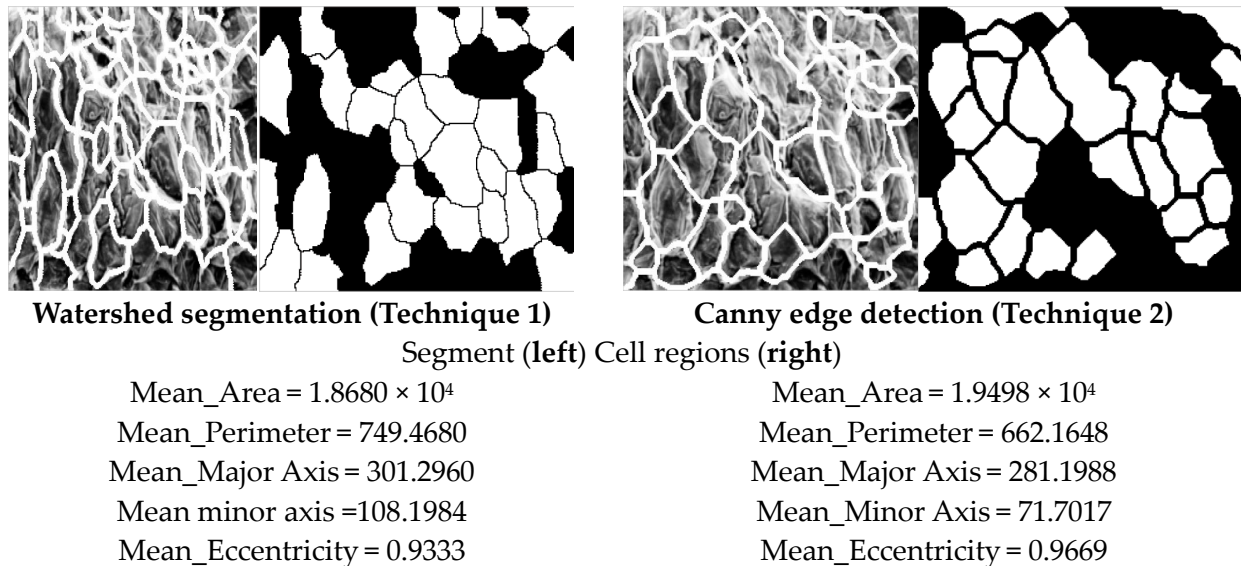 Watershed segmentation (Technique 1)
Canny edge detection (Technique 2)
Segment (left) Cell regions (right)
Mean_Area = 1.8680 × 10⁴
Mean_Perimeter = 749.4680
Mean_Major Axis = 301.2960
Mean minor axis =108.1984
Mean_Eccentricity = 0.9333
Mean_Area = 1.9498 × 10⁴
Mean_Perimeter = 662.1648
Mean_Major Axis = 281.1988
Mean_Minor Axis = 71.7017
Mean_Eccentricity = 0.9669